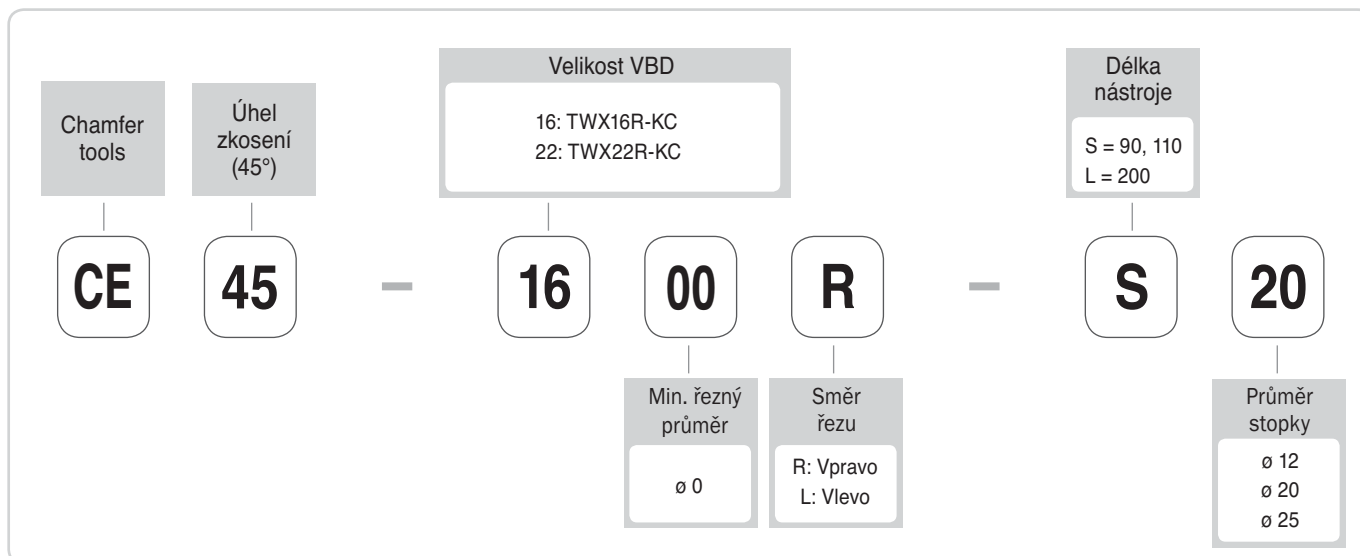 Velikost VBD
16: TWX16R-KC
22: TWX22R-KC
Délka
nástroje
S = 90, 110
L = 200
Chamfer
tools
Úhel
zkosení
(45°)
CE 45 – 16 00 R – S 20
Min. řezný
průměr
ø 0
Směr
řezu
R: Vpravo
L: Vlevo
Průměr
stopky
ø 12
ø 20
ø 25